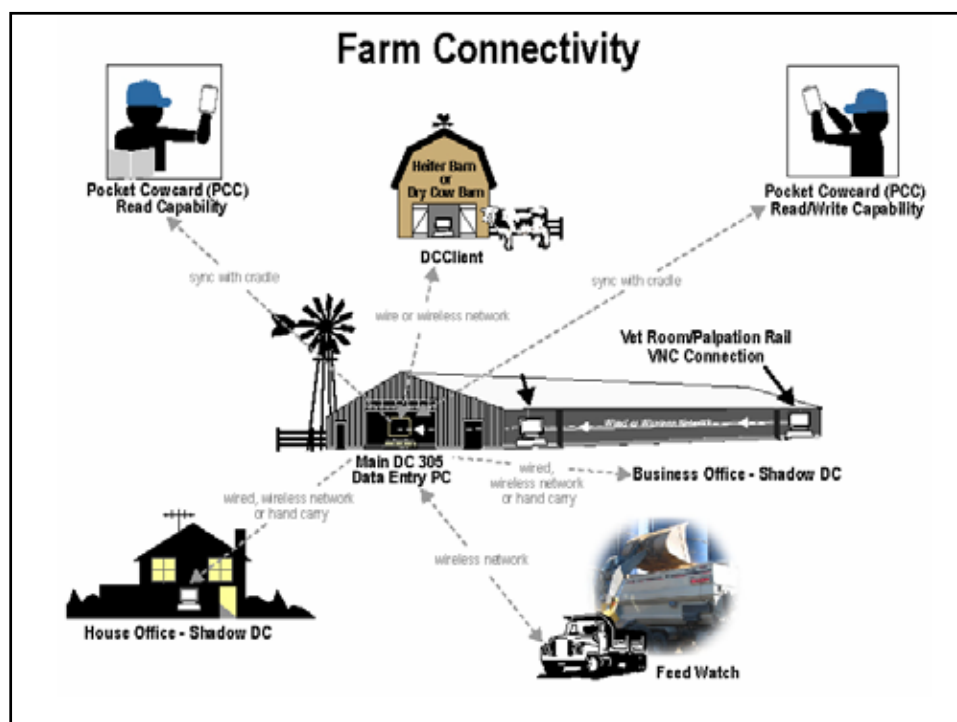 Farm Connectivity
Pocket Cowcard (PCC)
Read Capability
Heifer Barn
or
Dry Cow Barn
DCClient
Pocket Cowcard (PCC)
Read/Write Capability
sync with cradle
wire or wireless network
sync with cradle
Vet Room/Palpation Rail
VNC Connection
Wired or Wireless Network
Main DC 305
Data Entry PC
wired,
wireless network
or hand carry
Business Office - Shadow DC
wired, wireless network
or hand carry
wireless network
House Office - Shadow DC
Feed Watch